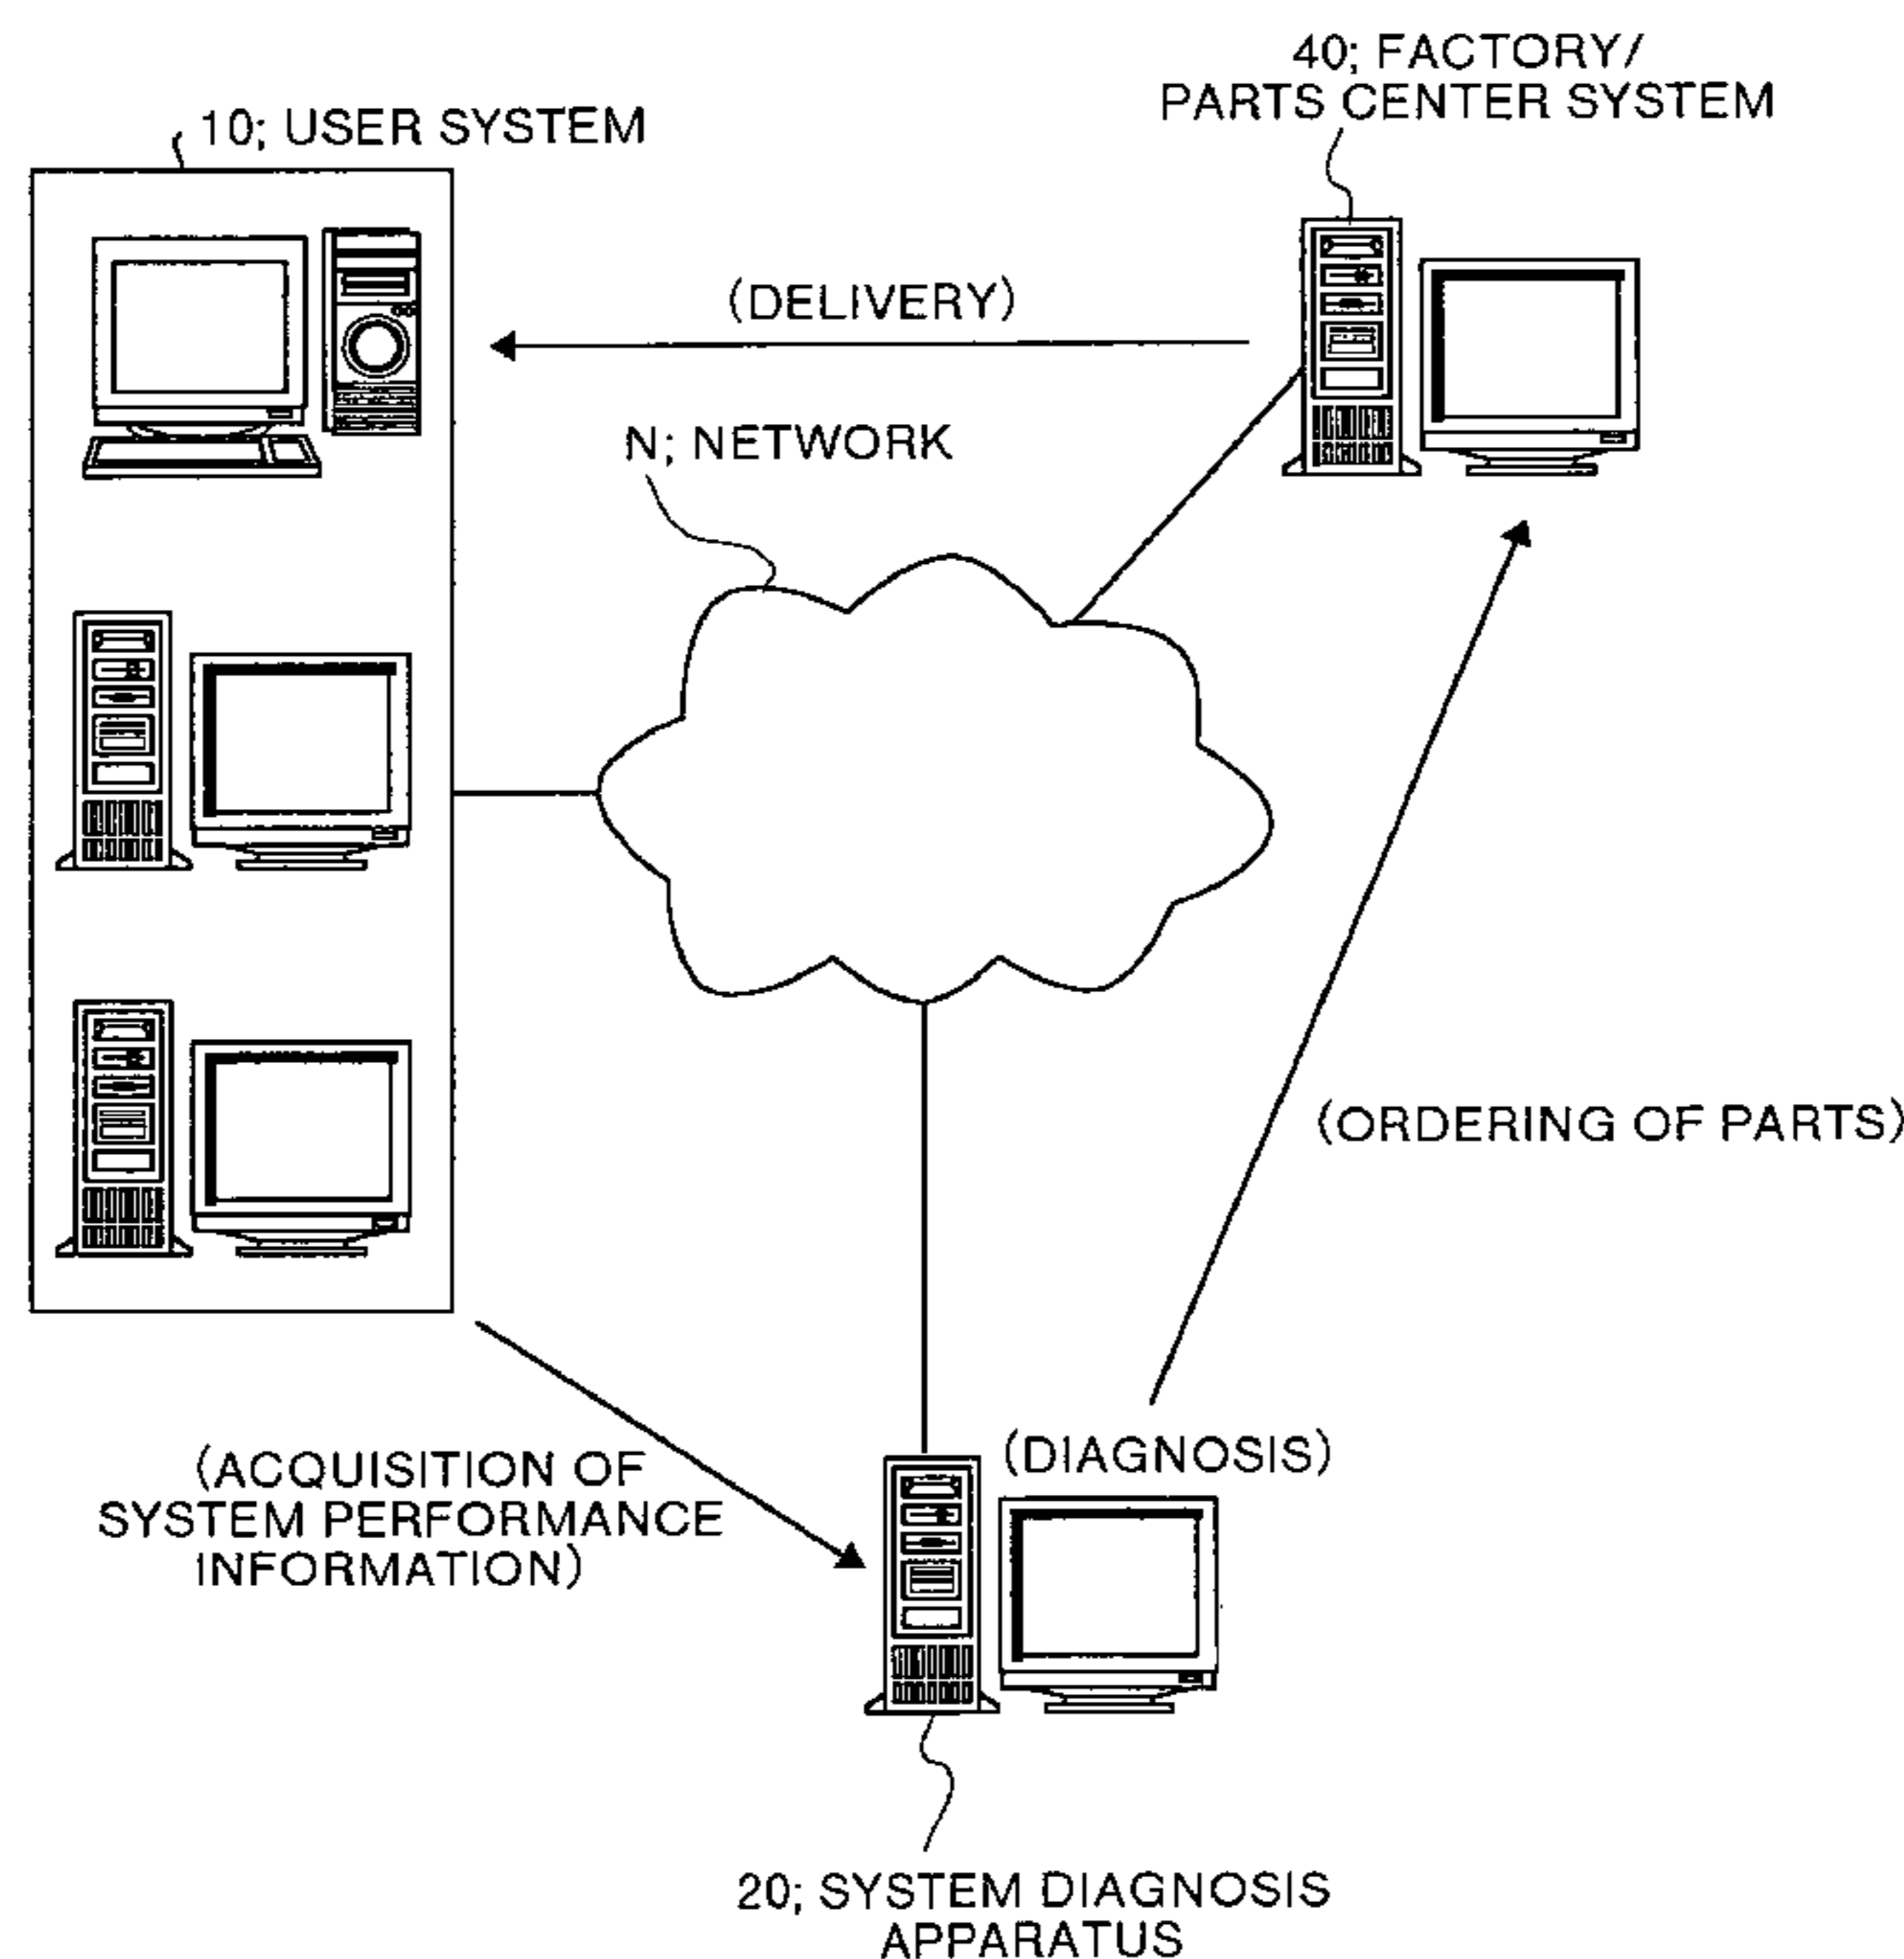 40; FACTORY/
PARTS CENTER SYSTEM
10; USER SYSTEM
(DELIVERY)
N; NETWORK
(ORDERING OF PARTS)
(DIAGNOSIS)
(ACQUISITION OF
SYSTEM PERFORMANCE
INFORMATION)
20; SYSTEM DIAGNOSIS
APPARATUS